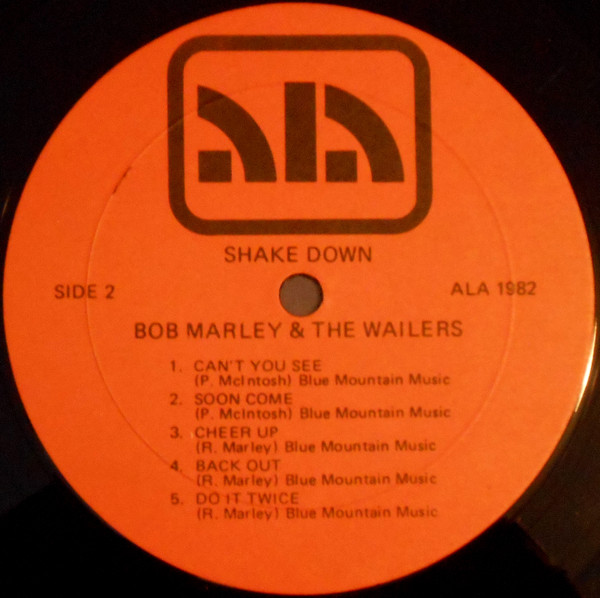 ala
SHAKE DOWN
SIDE 2
ALA 1982
BOB MARLEY & THE WAILERS
1. CAN'T YOU SEE
(P. McIntosh) Blue Mountain Music
2. SOON COME
(P. McIntosh) Blue Mountain Music
3. CHEER UP
(R. Marley) Blue Mountain Music
4. BACK OUT
(R. Marley) Blue Mountain Music
5. DO IT TWICE
(R. Marley) Blue Mountain Music